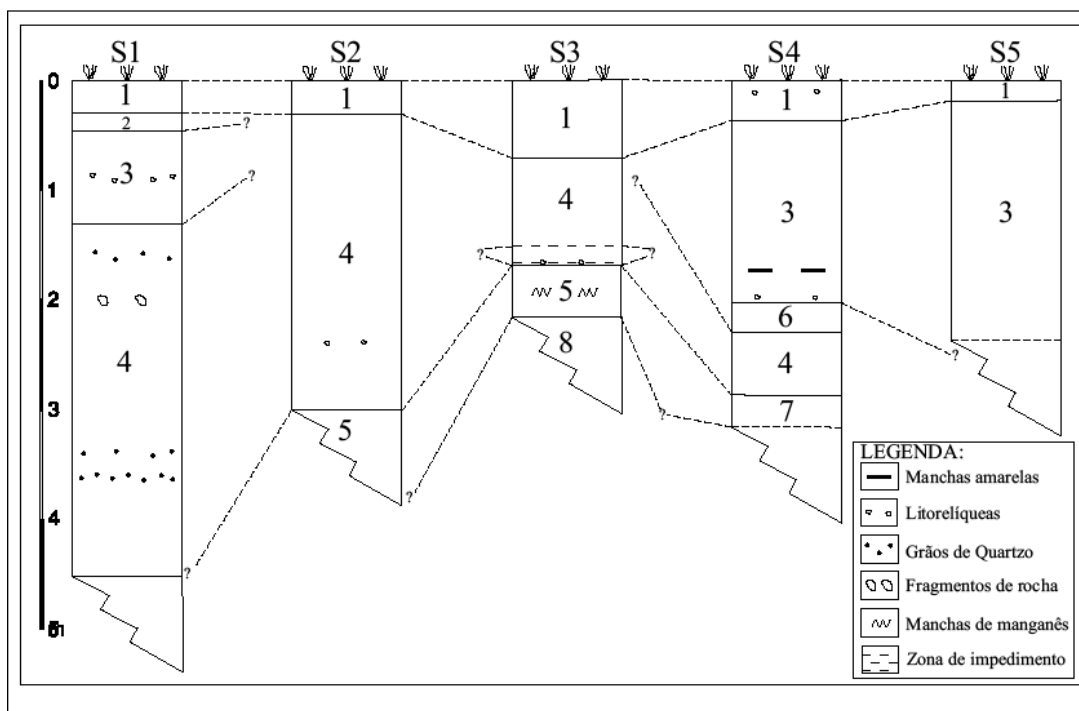 S1 S2 S3 S4 S5
0
1 1 1 1 1
2 ?
3
4
?
1
4
4
3
3
? ?
5
2
6
8
4
?
3
5
7
?
?
4
?
5
LEGENDA:
Manchas amarelas
Litorelíqueas
Grãos de Quartzo
Fragmentos de rocha
Manchas de manganês
Zona de impedimento